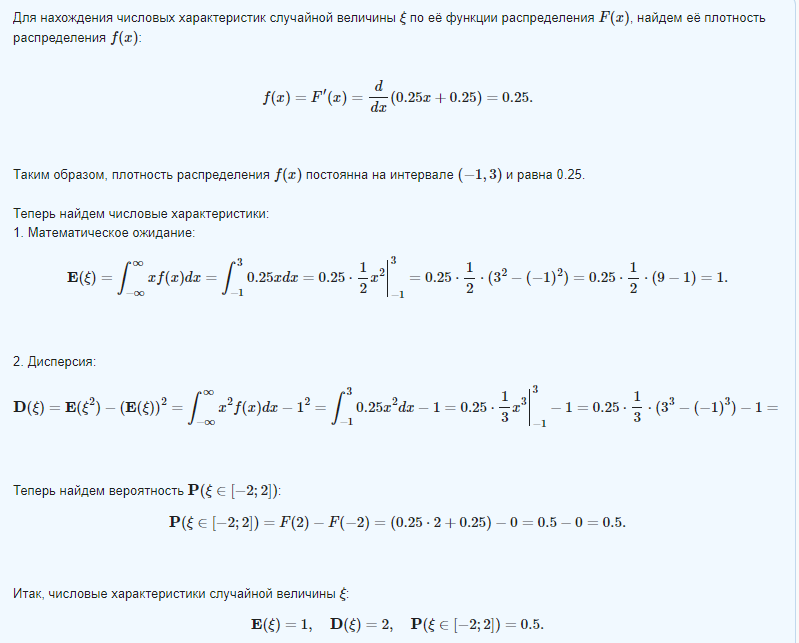 Для нахождения числовых характеристик случайной величины ξ по её функции распределения F(x), найдем её плотность
распределения f(x):
f(x) = F′(x) = d/dx (0.25x + 0.25) = 0.25.
Таким образом, плотность распределения f(x) постоянна на интервале (−1, 3) и равна 0.25.
Теперь найдем числовые характеристики:
1. Математическое ожидание:
E(ξ) = ∫_{−∞}^{∞} xf(x)dx = ∫_{−1}^{3} 0.25xdx = 0.25 · 1/2 x²|_{−1}^{3} = 0.25 · 1/2 · (3² − (−1)²) = 0.25 · 1/2 · (9 − 1) = 1.
2. Дисперсия:
D(ξ) = E(ξ²) − (E(ξ))² = ∫_{−∞}^{∞} x²f(x)dx − 1² = ∫_{−1}^{3} 0.25x²dx − 1 = 0.25 · 1/3 x³|_{−1}^{3} − 1 = 0.25 · 1/3 · (3³ − (−1)³) − 1 =
Теперь найдем вероятность P(ξ ∈ [−2; 2]):
P(ξ ∈ [−2; 2]) = F(2) − F(−2) = (0.25 · 2 + 0.25) − 0 = 0.5 − 0 = 0.5.
Итак, числовые характеристики случайной величины ξ:
E(ξ) = 1, D(ξ) = 2, P(ξ ∈ [−2; 2]) = 0.5.